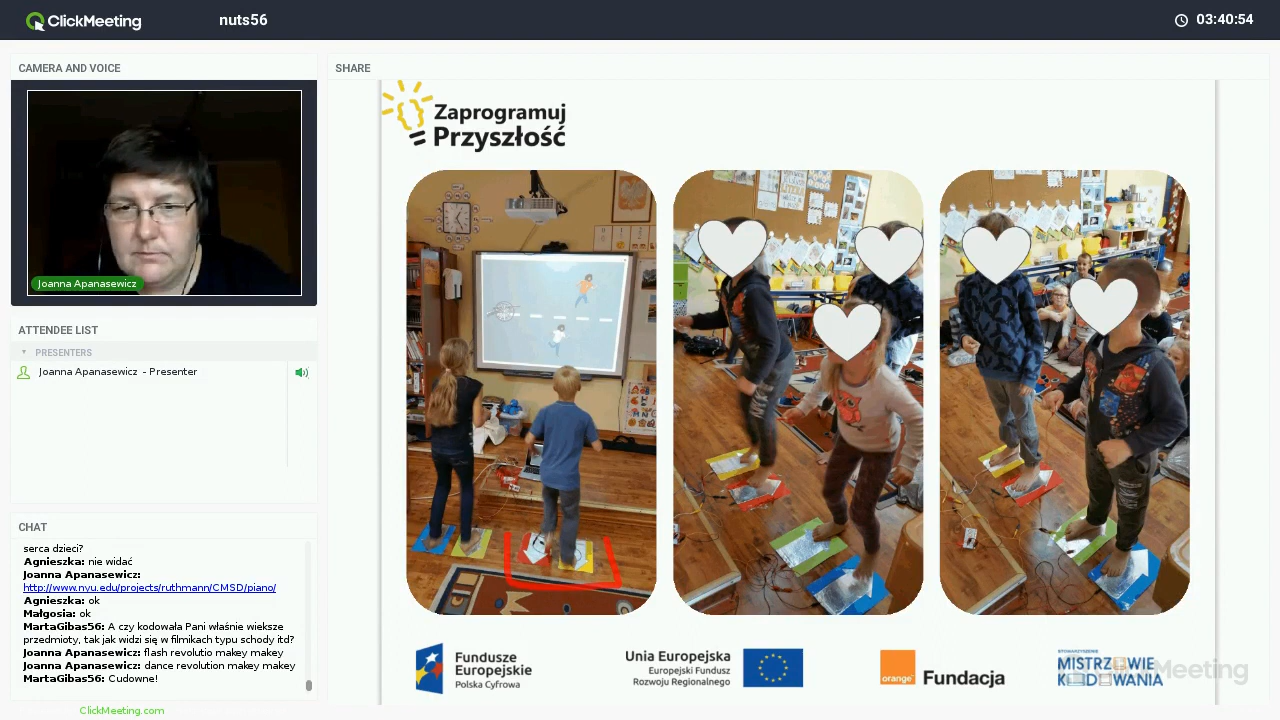 ClickMeeting
nuts56
03:40:54
CAMERA AND VOICE
Joanna Apanasewicz
ATTENDEE LIST
PRESENTERS
Joanna Apanasewicz - Presenter
CHAT
serca dzieci?
Agnieszka: nie widać
Joanna Apanasewicz:
http://www.nyu.edu/projects/ruthmann/CMSD/piano/
Agnieszka: ok
Małgosia: ok
MartaGibas56: A czy kodowała Pani właśnie wieksze
przedmioty, tak jak widzi się w filmikach typu schody itd?
Joanna Apanasewicz: flash revolutio makey makey
Joanna Apanasewicz: dance revolution makey makey
MartaGibas56: Cudowne!
ClickMeeting.com
SHARE
Zaprogramuj
Przyszłość
Fundusze
Europejskie
Polska Cyfrowa
Unia Europejska
Europejski Fundusz
Rozwoju Regionalnego
orange
Fundacja
STOWARZYSZENIE
MISTRZOWIE
KODOWANIA
ClickMeeting